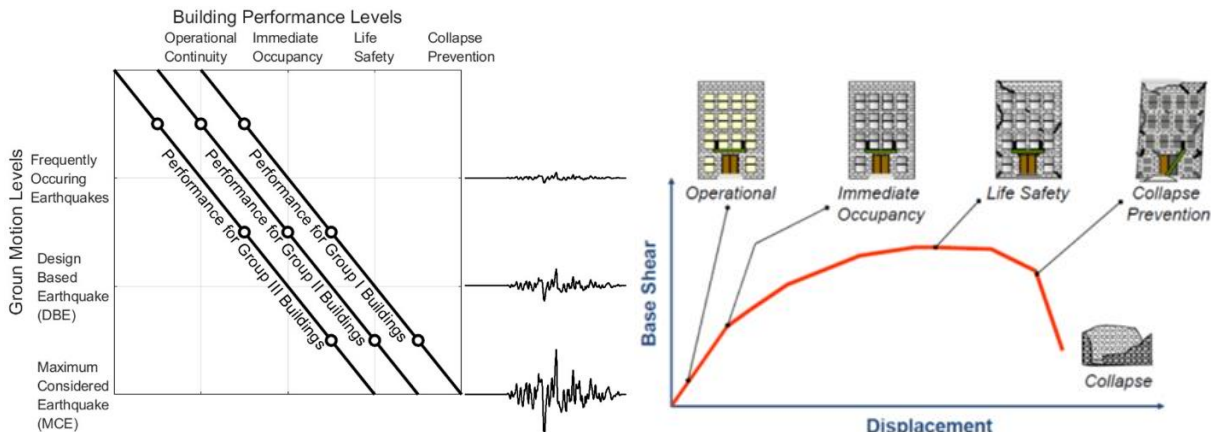 Building Performance Levels
Operational
Continuity
Immediate
Occupancy
Life
Safety
Collapse
Prevention
Groun Motion Levels
Frequently
Occuring
Earthquakes
Design
Based
Earthquake
(DBE)
Maximum
Considered
Earthquake
(MCE)
Performance for Group III Buildings
Performance for Group II Buildings
Performance for Group I Buildings
Operational
Immediate
Occupancy
Life Safety
Collapse
Prevention
Base Shear
Collapse
Displacement